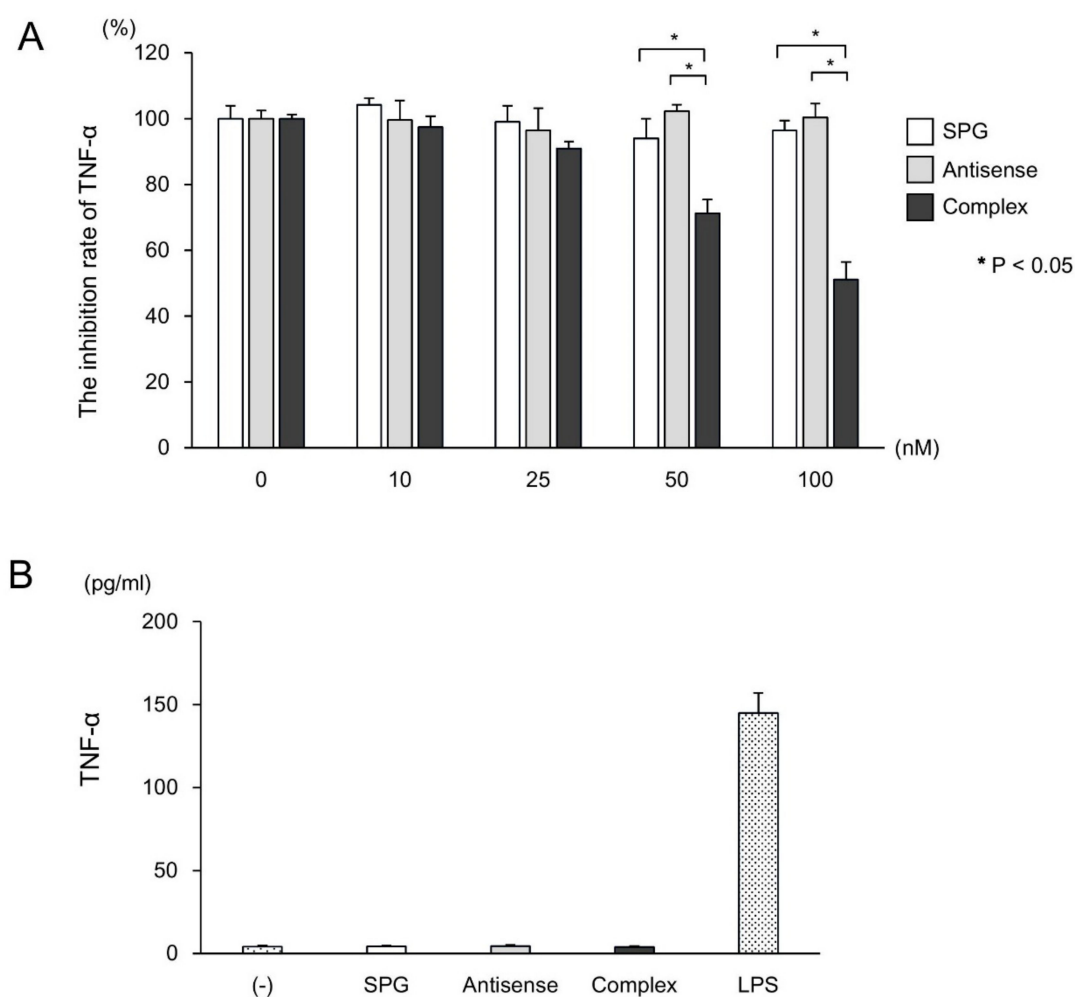 A
(%)
The inhibition rate of TNF-α
120
100
80
60
40
20
0
0 10 25 50 100
(nM)
* *
* *
SPG
Antisense
Complex
* P < 0.05
B
(pg/ml)
TNF-α
200
150
100
50
0
(-) SPG Antisense Complex LPS